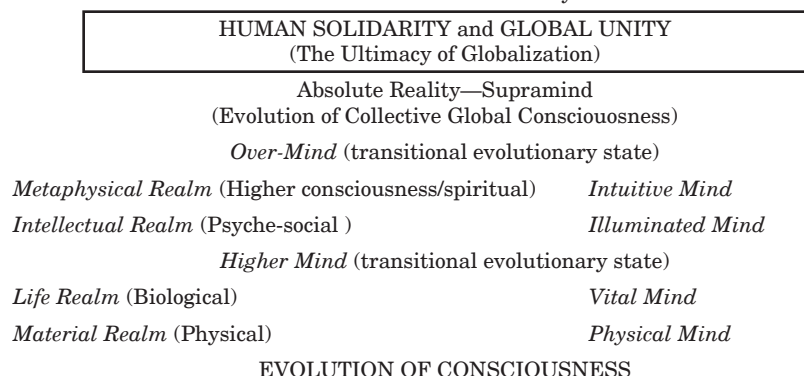 HUMAN SOLIDARITY and GLOBAL UNITY
(The Ultimacy of Globalization)
Absolute Reality—Supramind
(Evolution of Collective Global Consciouosness)
Over-Mind (transitional evolutionary state)
Metaphysical Realm (Higher consciousness/spiritual) Intuitive Mind
Intellectual Realm (Psyche-social ) Illuminated Mind
Higher Mind (transitional evolutionary state)
Life Realm (Biological) Vital Mind
Material Realm (Physical) Physical Mind
EVOLUTION OF CONSCIOUSNESS